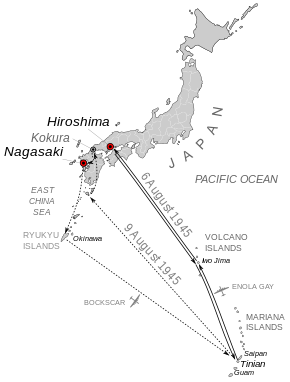 Hiroshima
Kokura
Nagasaki
JAPAN
PACIFIC OCEAN
EAST
CHINA
SEA
6 August 1945
RYUKYU
ISLANDS
Okinawa
9 August 1945
VOLCANO
ISLANDS
Iwo Jima
ENOLA GAY
BOCKSCAR
MARIANA
ISLANDS
Saipan
Tinian
Guam